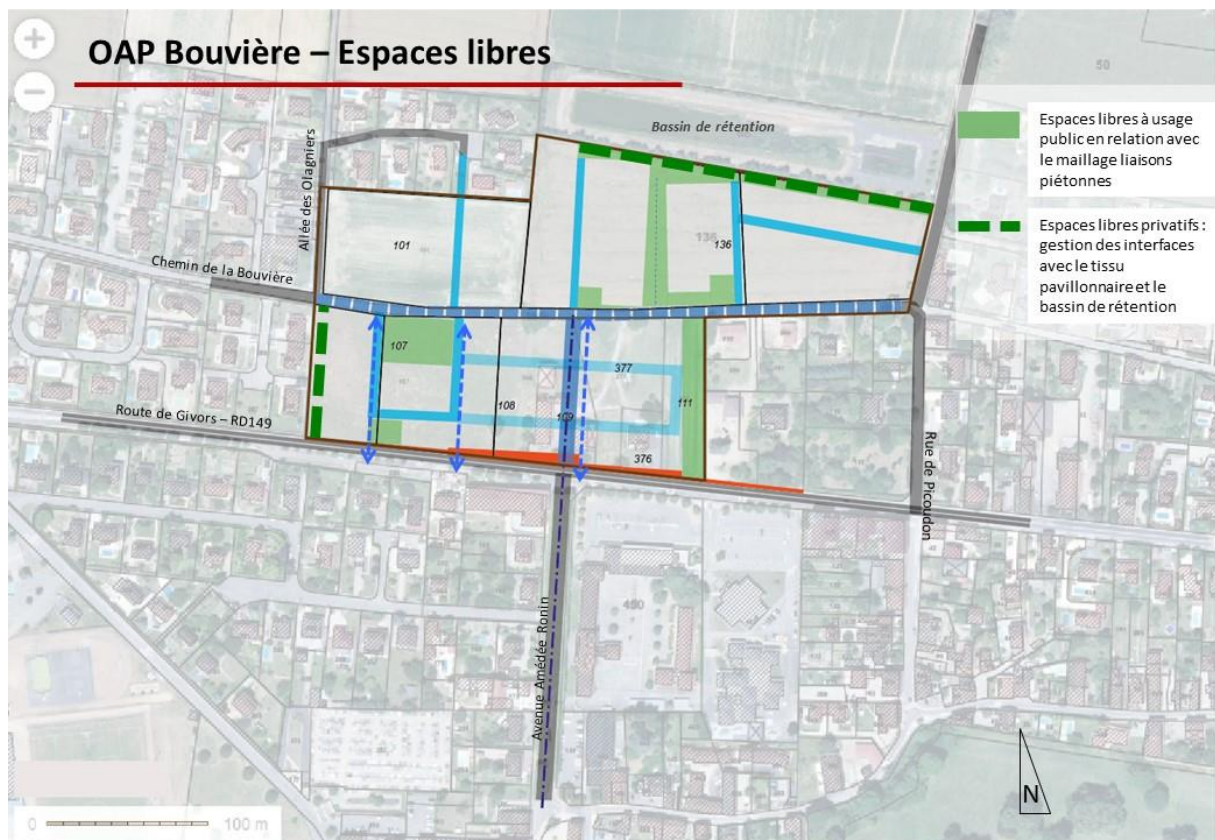 OAP Bouvière – Espaces libres
50
Bassin de rétention
Espaces libres à usage
public en relation avec
le maillage liaisons
piétonnes
Espaces libres privatifs :
gestion des interfaces
avec le tissu
pavillonnaire et le
bassin de rétention
Allée des Olagniers
101
136
136
Chemin de la Bouvière
107
377
108
109
111
376
Route de Givors – RD149
Rue de Picoudon
490
Avenue Amédée Ronin
0 100 m
N